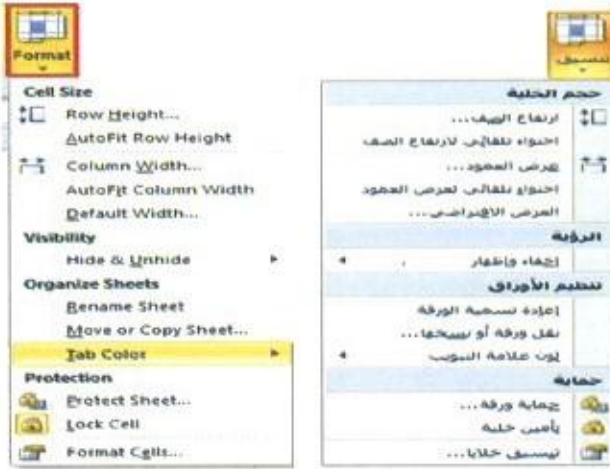 Format
Cell Size
Row Height...
AutoFit Row Height
Column Width...
AutoFit Column Width
Default Width...
Visibility
Hide & Unhide
Organize Sheets
Rename Sheet
Move or Copy Sheet...
Tab Color
Protection
Protect Sheet...
Lock Cell
Format Cells...
تنسيق
حجم الخلية
ارتفاع الصف...
احتواء تلقائي لارتفاع الصف
عرض العمود...
احتواء تلقائي لعرض العمود
العرض الافتراضي...
الرؤية
إخفاء وإظهار
تنظيم الأوراق
إعادة تسمية الورقة
نقل ورقة أو نسخها...
لون علامة التبويب
حماية
حماية ورقة...
تأمين خلية
تنسيق خلايا...